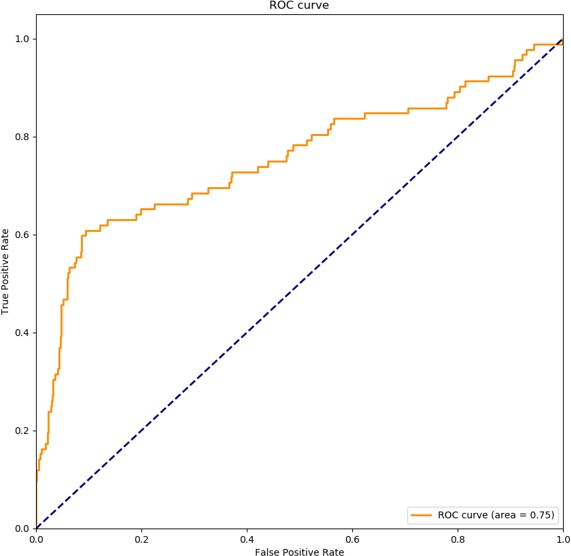 ROC curve
True Positive Rate
1.0
0.8
0.6
0.4
0.2
0.0
0.0 0.2 0.4 0.6 0.8 1.0
False Positive Rate
ROC curve (area = 0.75)